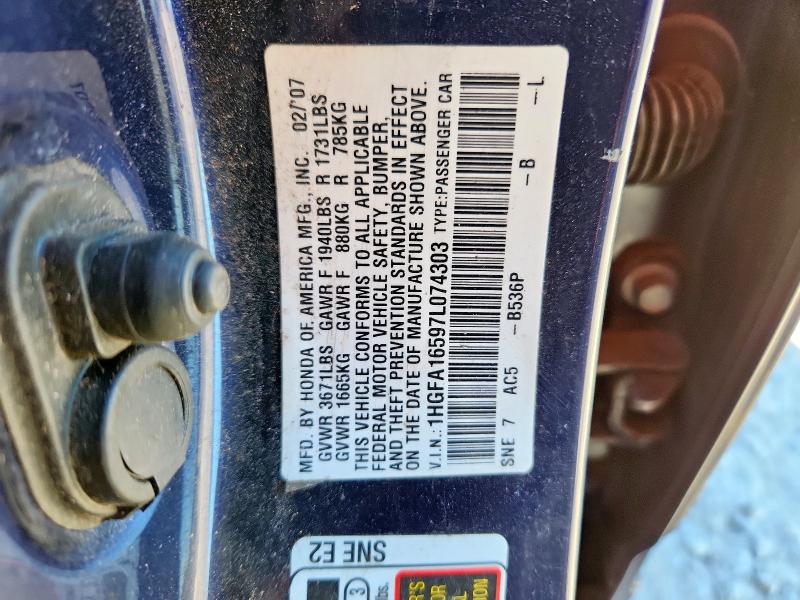 MFD. BY HONDA OF AMERICA MFG., INC. 02/'07
GVWR 3671LBS GAWR F 1940LBS R 1731LBS
GVWR 1665KG GAWR F 880KG R 785KG
THIS VEHICLE CONFORMS TO ALL APPLICABLE
FEDERAL MOTOR VEHICLE SAFETY, BUMPER,
AND THEFT PREVENTION STANDARDS IN EFFECT
ON THE DATE OF MANUFACTURE SHOWN ABOVE.
V.I.N.: 1HGFA16597L074303 TYPE:PASSENGER CAR
SNE 7 AC5 –B536P –B –L
SNE E2
3
lbs.